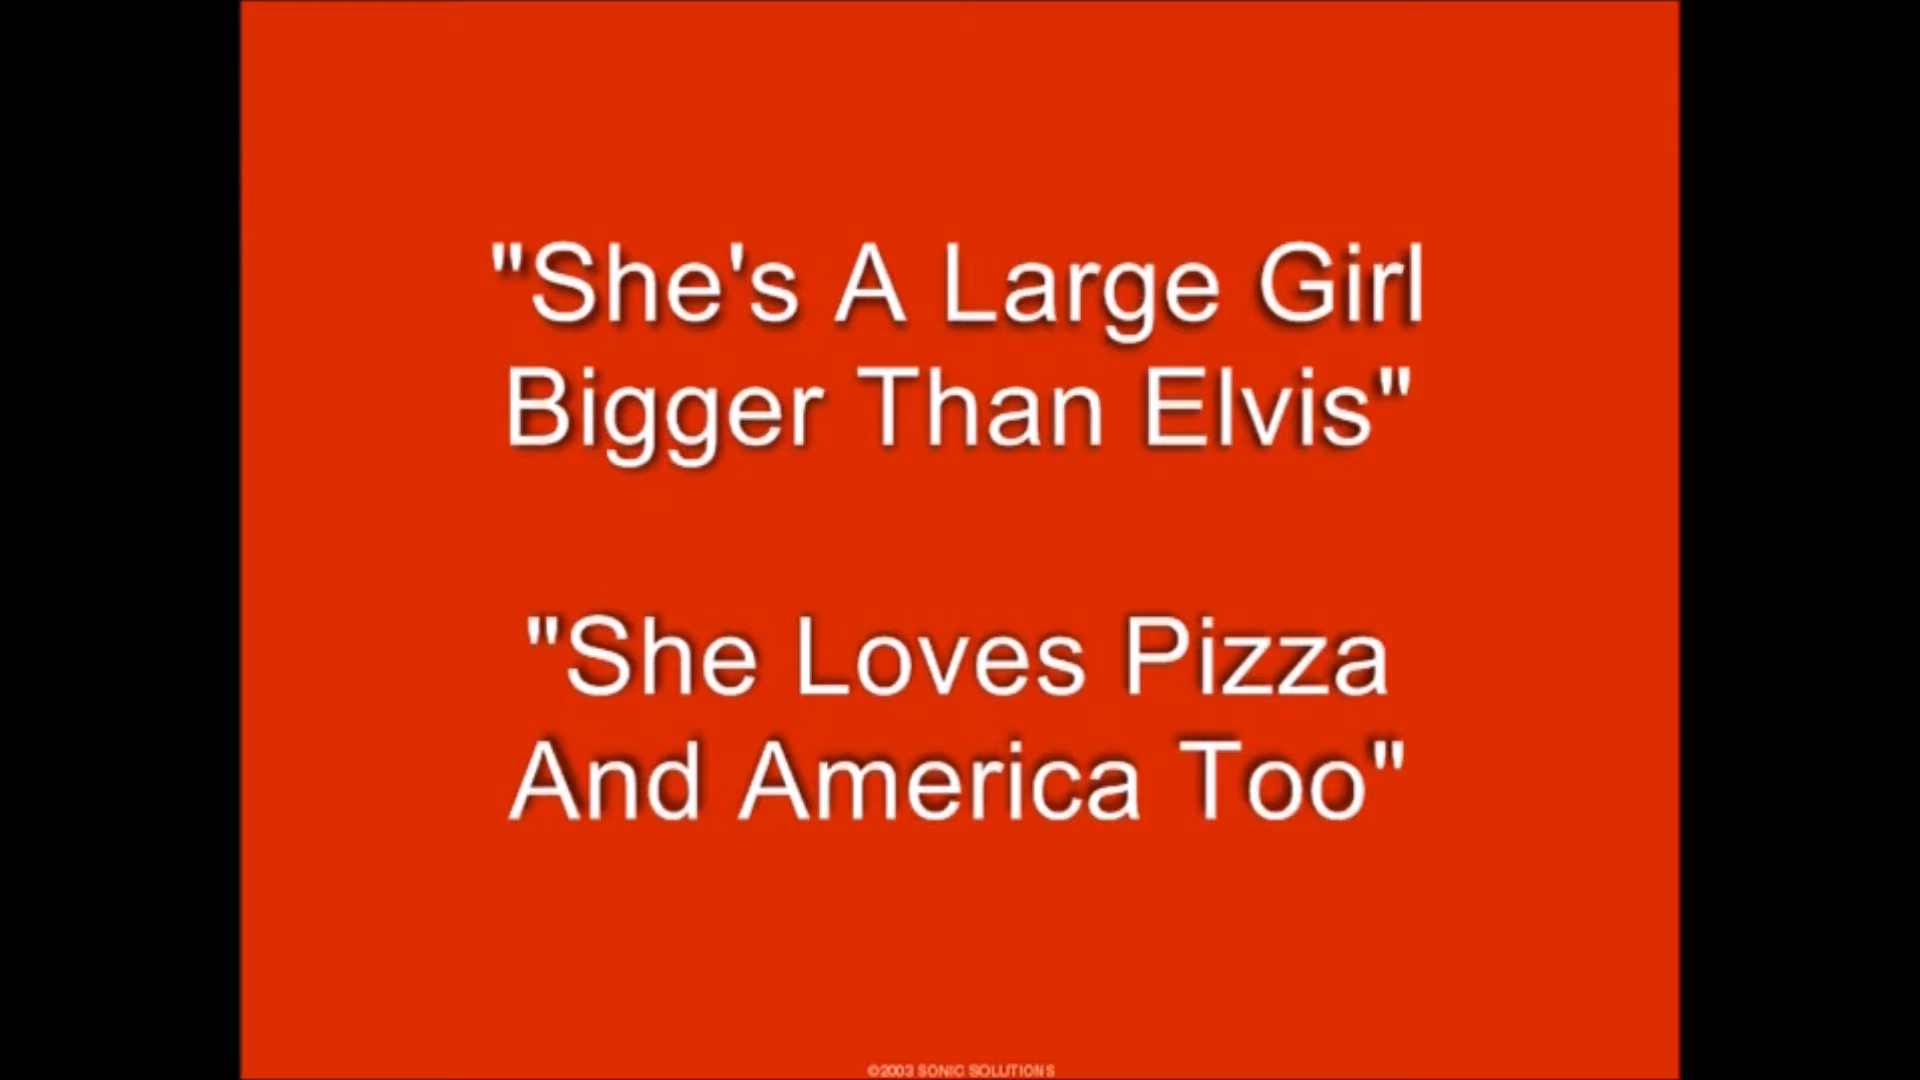 "She's A Large Girl
Bigger Than Elvis"
"She Loves Pizza
And America Too"
©2003 SONIC SOLUTIONS